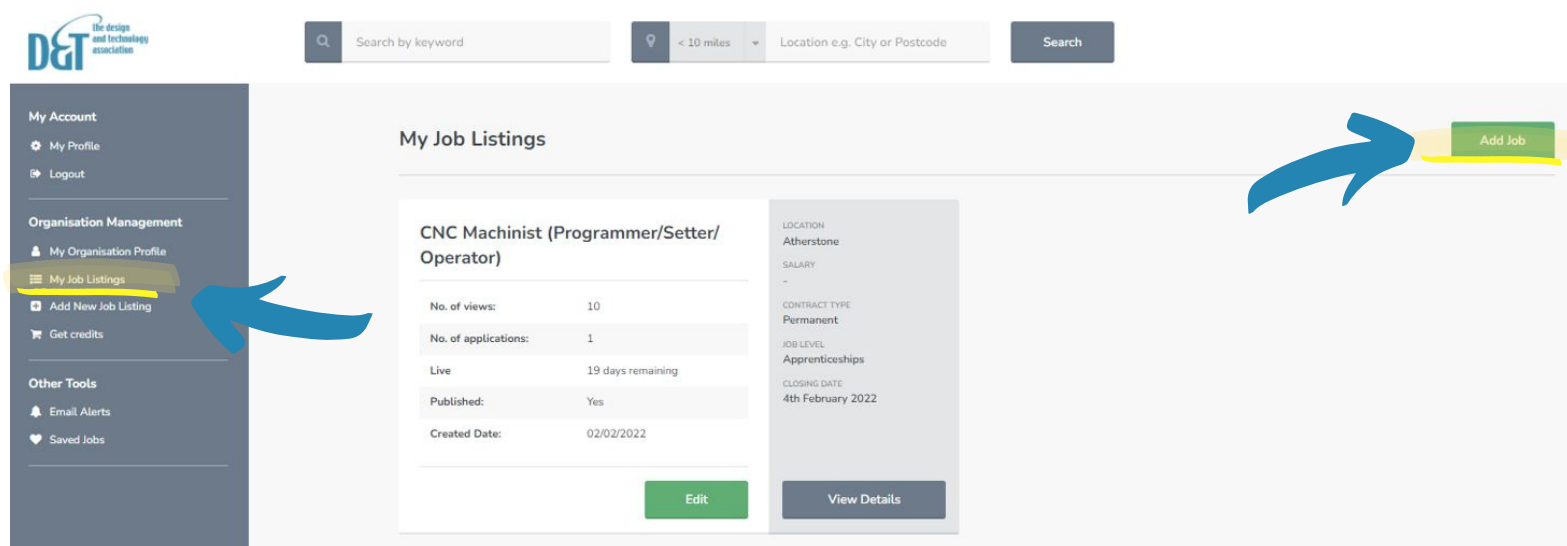 D&T the design
and technology
association
Search by keyword
< 10 miles
Location e.g. City or Postcode
Search
My Account
My Profile
Logout
Organisation Management
My Organisation Profile
My Job Listings
Add New Job Listing
Get credits
Other Tools
Email Alerts
Saved Jobs
My Job Listings
Add Job
CNC Machinist (Programmer/Setter/
Operator)
No. of views: 10
No. of applications: 1
Live 19 days remaining
Published: Yes
Created Date: 02/02/2022
Edit
LOCATION
Atherstone
SALARY
-
CONTRACT TYPE
Permanent
JOB LEVEL
Apprenticeships
CLOSING DATE
4th February 2022
View Details